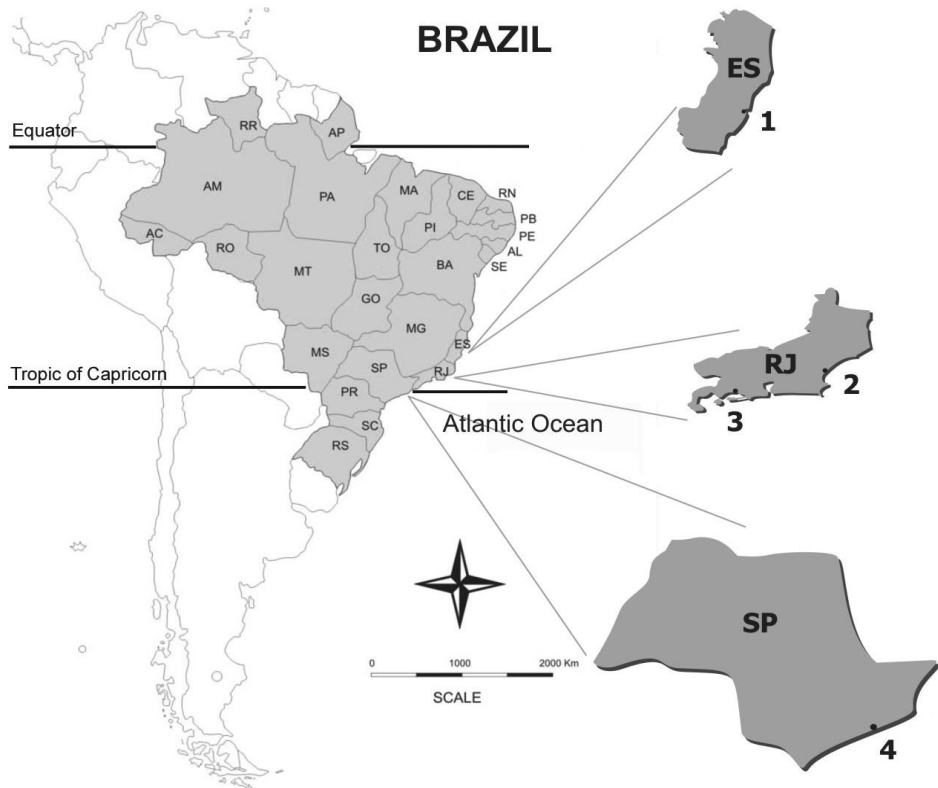 BRAZIL
ES
1
Equator
RR
AP
AM
PA
MA
CE
RN
PB
PE
AL
SE
PI
AC
RO
TO
BA
MT
GO
MG
ES
MS
SP
RJ
Tropic of Capricorn
PR
SC
RS
Atlantic Ocean
RJ
2
3
0 1000 2000 Km
SCALE
SP
4